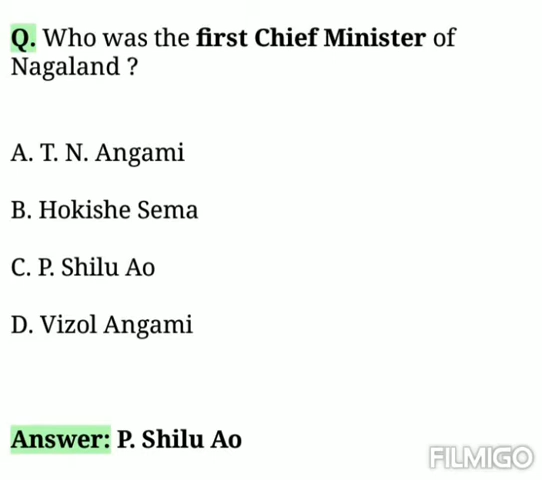 Q. Who was the first Chief Minister of
Nagaland ?
A. T. N. Angami
B. Hokishe Sema
C. P. Shilu Ao
D. Vizol Angami
Answer: P. Shilu Ao
FILMIGO